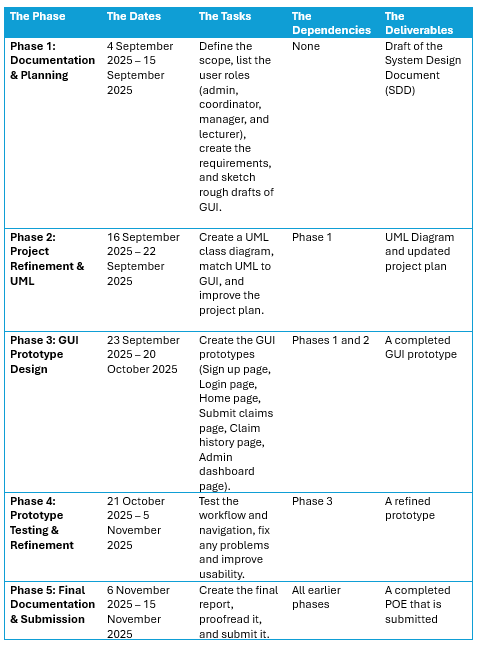 The Phase
The Dates
The Tasks
The
Dependencies
The
Deliverables
Phase 1:
Documentation
& Planning
4 September
2025 – 15
September
2025
Define the
scope, list the
user roles
(admin,
coordinator,
manager, and
lecturer),
create the
requirements,
and sketch
rough drafts of
GUI.
None
Draft of the
System Design
Document
(SDD)
Phase 2:
Project
Refinement &
UML
16 September
2025 – 22
September
2025
Create a UML
class diagram,
match UML to
GUI, and
improve the
project plan.
Phase 1
UML Diagram
and updated
project plan
Phase 3: GUI
Prototype
Design
23 September
2025 – 20
October 2025
Create the GUI
prototypes
(Sign up page,
Login page,
Home page,
Submit claims
page, Claim
history page,
Admin
dashboard
page).
Phases 1 and 2
A completed
GUI prototype
Phase 4:
Prototype
Testing &
Refinement
21 October
2025 – 5
November
2025
Test the
workflow and
navigation, fix
any problems
and improve
usability.
Phase 3
A refined
prototype
Phase 5: Final
Documentation
& Submission
6 November
2025 – 15
November
2025
Create the final
report,
proofread it,
and submit it.
All earlier
phases
A completed
POE that is
submitted